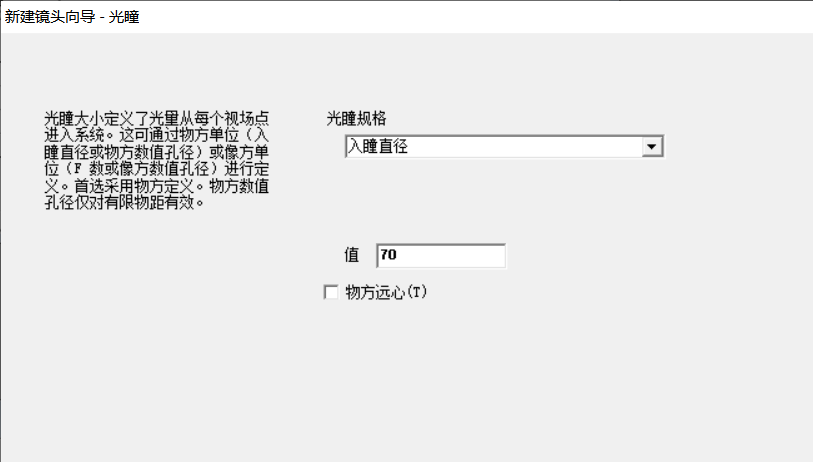 新建镜头向导 - 光瞳
光瞳大小定义了光量从每个视场点
进入系统。这可通过物方单位（入
瞳直径或物方数值孔径）或像方单
位（F 数或像方数值孔径）进行定
义。首选采用物方定义。物方数值
孔径仅对有限物距有效。
光瞳规格
入瞳直径
值 70
物方远心(T)